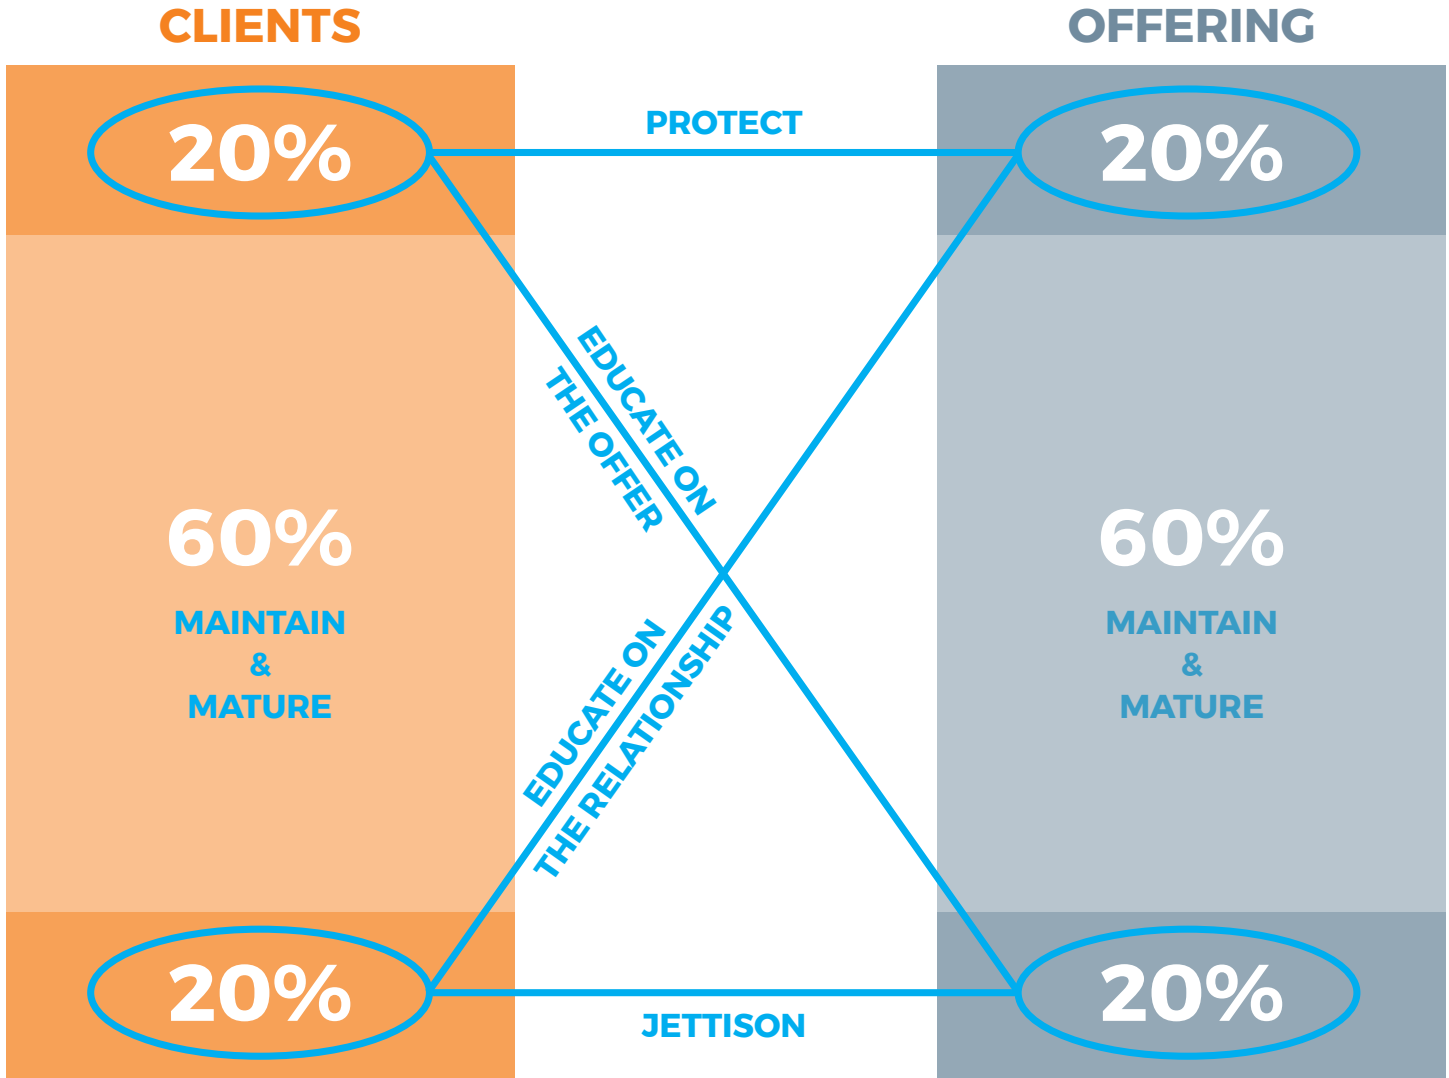 CLIENTS
OFFERING
20%
PROTECT
20%
EDUCATE ON
THE OFFER
60%
MAINTAIN
&
MATURE
60%
MAINTAIN
&
MATURE
EDUCATE ON
THE RELATIONSHIP
20%
JETTISON
20%